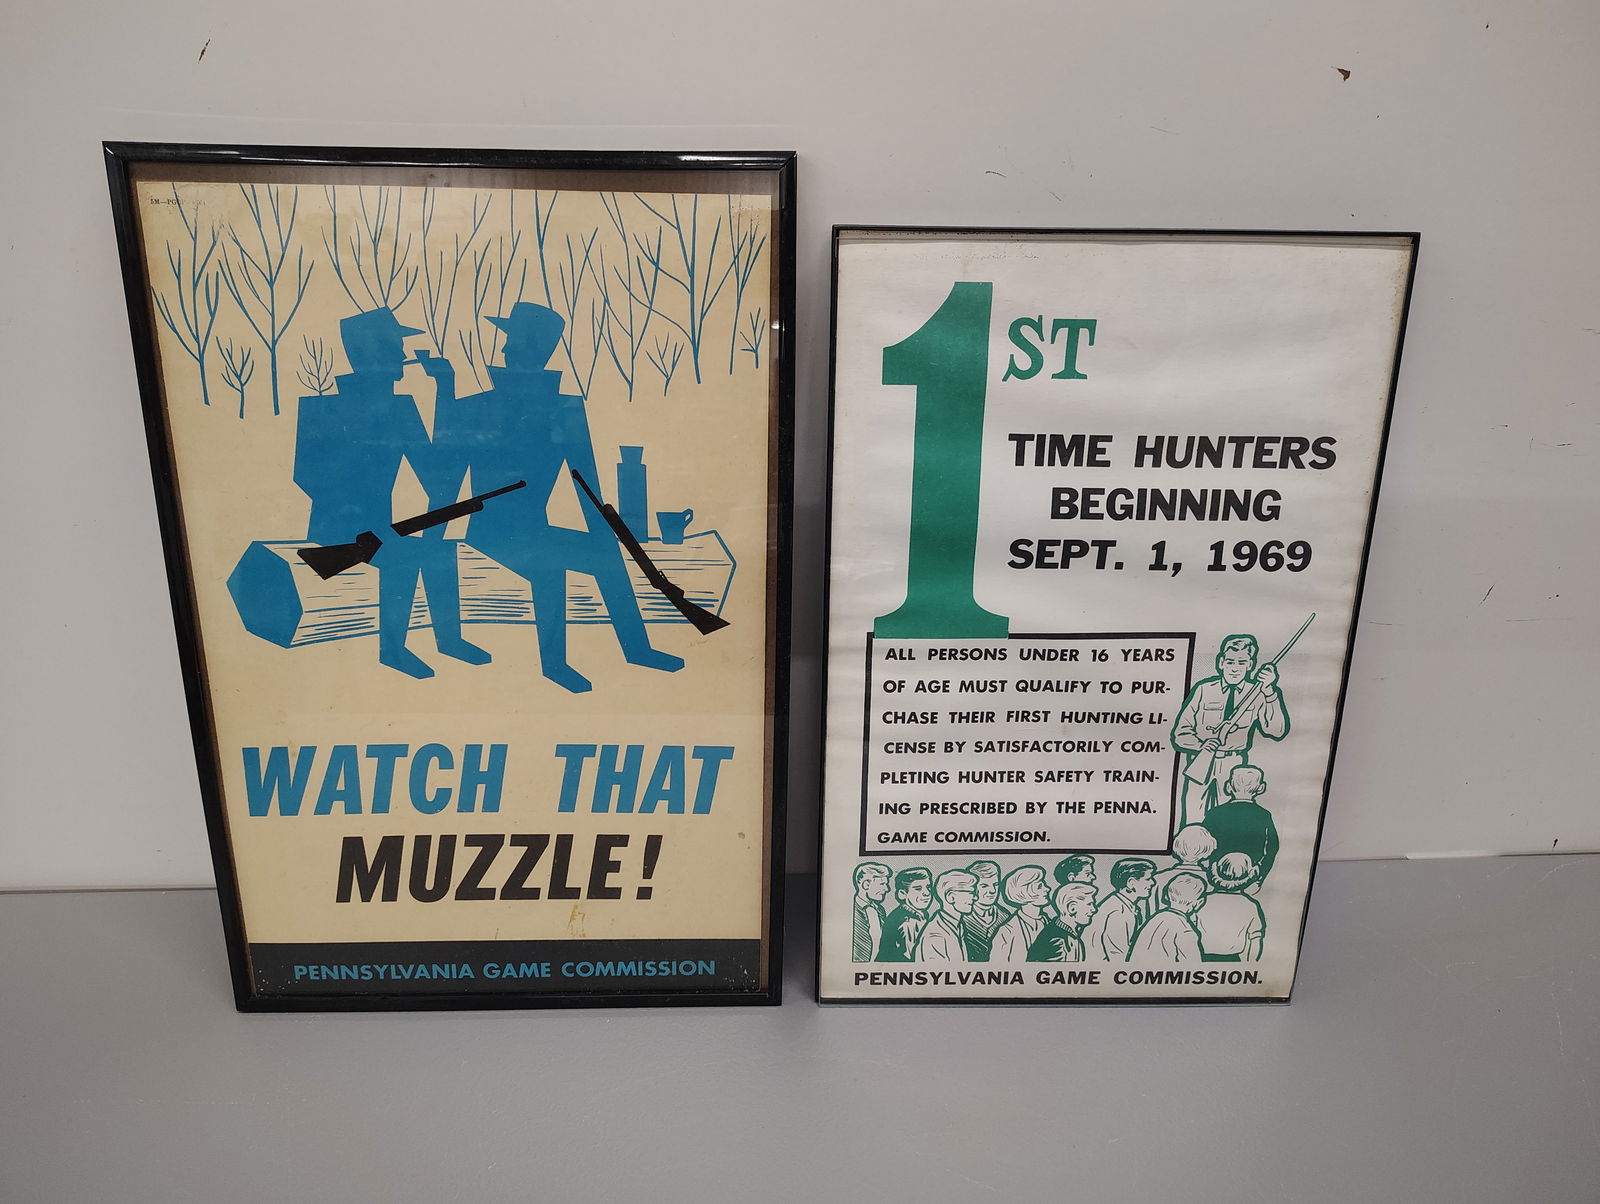 WATCH THAT
MUZZLE!
PENNSYLVANIA GAME COMMISSION
1ST
TIME HUNTERS
BEGINNING
SEPT. 1, 1969
ALL PERSONS UNDER 16 YEARS
OF AGE MUST QUALIFY TO PUR-
CHASE THEIR FIRST HUNTING LI-
CENSE BY SATISFACTORILY COM-
PLETING HUNTER SAFETY TRAIN-
ING PRESCRIBED BY THE PENNA.
GAME COMMISSION.
PENNSYLVANIA GAME COMMISSION.